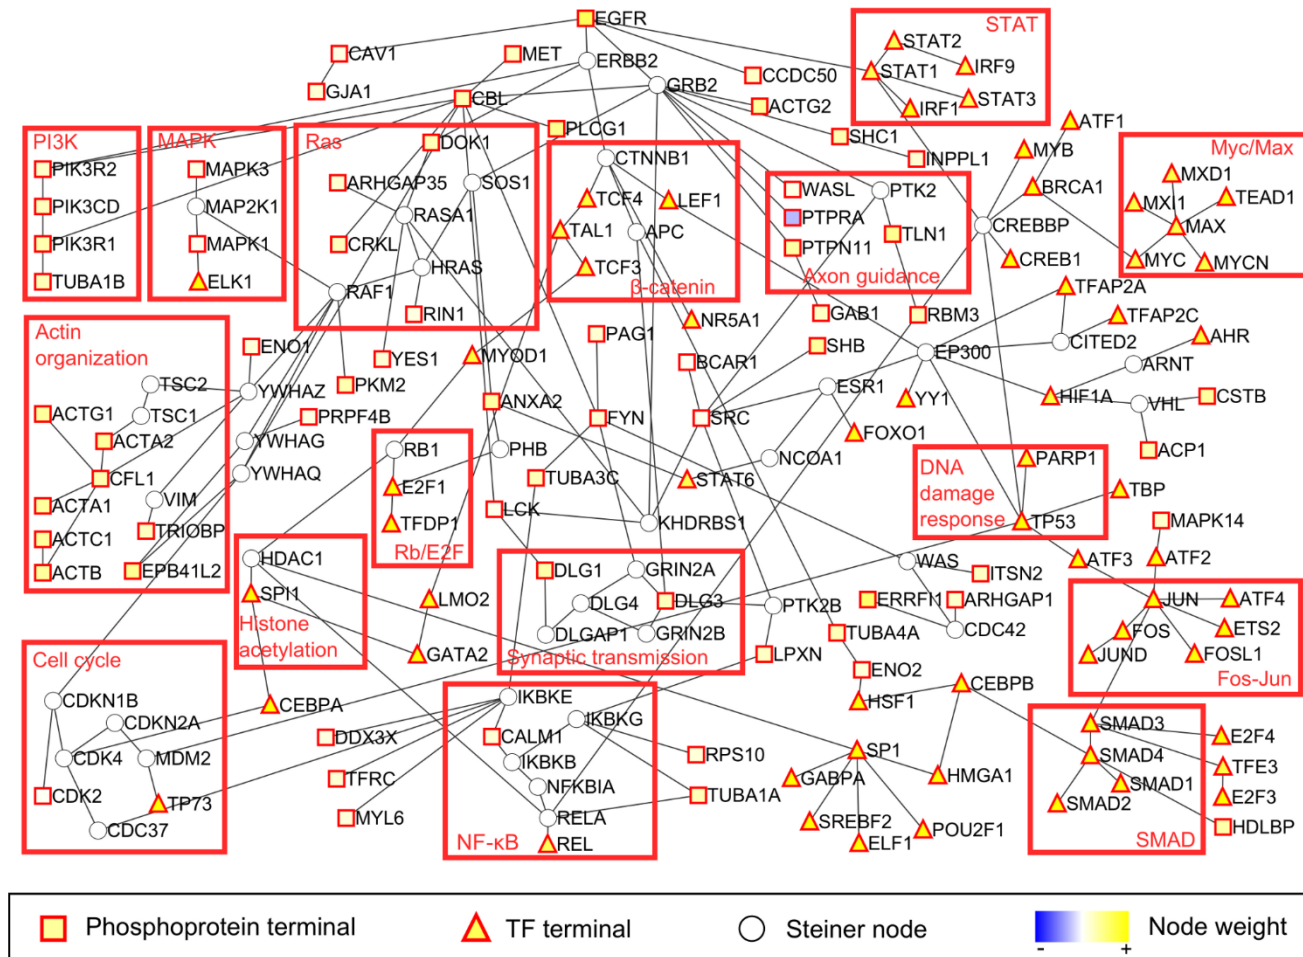 EGFR
STAT
CAV1
MET
ERBB2
STAT2
GJA1
CBL
GRB2
CCDC50
STAT1
IRF9
ACTG2
IRF1
STAT3
PI3K
MAPK
Ras
DOK1
PLCG1
SHC1
ATF1
MYB
Myc/Max
PIK3R2
MAPK3
ARHGAP35
SOS1
CTNNB1
INPPL1
BRCA1
MXD1
TEAD1
PIK3CD
MAP2K1
RASA1
TCF4
LEF1
WASL
PTK2
MXI1
MAX
PIK3R1
MAPK1
CRKL
TAL1
APC
PTPRA
CREBBP
TUBA1B
ELK1
HRAS
TCF3
PTPN11
TLN1
CREB1
MYC
MYCN
RAF1
RIN1
β-catenin
Axon guidance
TFAP2A
Actin
organization
ENO1
YES1
MYOD1
PAG1
NR5A1
GAB1
RBM3
TFAP2C
AHR
TSC2
YWHAZ
PKM2
BCAR1
SHB
EP300
CITED2
ARNT
ACTG1
TSC1
PRPF4B
ANXA2
FYN
SRC
ESR1
YY1
HIF1A
VHL
CSTB
ACTA2
YWHAG
RB1
PHB
FOXO1
ACP1
CFL1
YWHAQ
E2F1
TUBA3C
STAT6
NCOA1
DNA
damage
response
PARP1
TBP
ACTA1
VIM
TFDP1
LCK
KHDRBS1
TP53
MAPK14
ACTC1
TRIOBP
Rb/E2F
ACTB
EPB41L2
HDAC1
DLG1
GRIN2A
WAS
ITSN2
ATF3
ATF2
SPI1
Histone
acetylation
LMO2
DLG4
DLG3
PTK2B
ERRFI1
ARHGAP1
JUN
ATF4
DLGAP1
GRIN2B
TUBA4A
CDC42
FOS
ETS2
Cell cycle
GATA2
Synaptic transmission
LPXN
ENO2
JUND
FOSL1
Fos-Jun
CDKN1B
CEBPA
IKBKE
HSF1
CEBPB
CDKN2A
DDX3X
CALM1
IKBKG
SMAD3
E2F4
CDK4
MDM2
TFRC
IKBKB
RPS10
SP1
SMAD4
TFE3
CDK2
TP73
NFKBIA
TUBA1A
GABPA
HMGA1
SMAD1
E2F3
CDC37
MYL6
RELA
SREBF2
POU2F1
SMAD2
HDLBP
NF-κB
REL
ELF1
SMAD
Phosphoprotein terminal
TF terminal
Steiner node
Node weight
- +